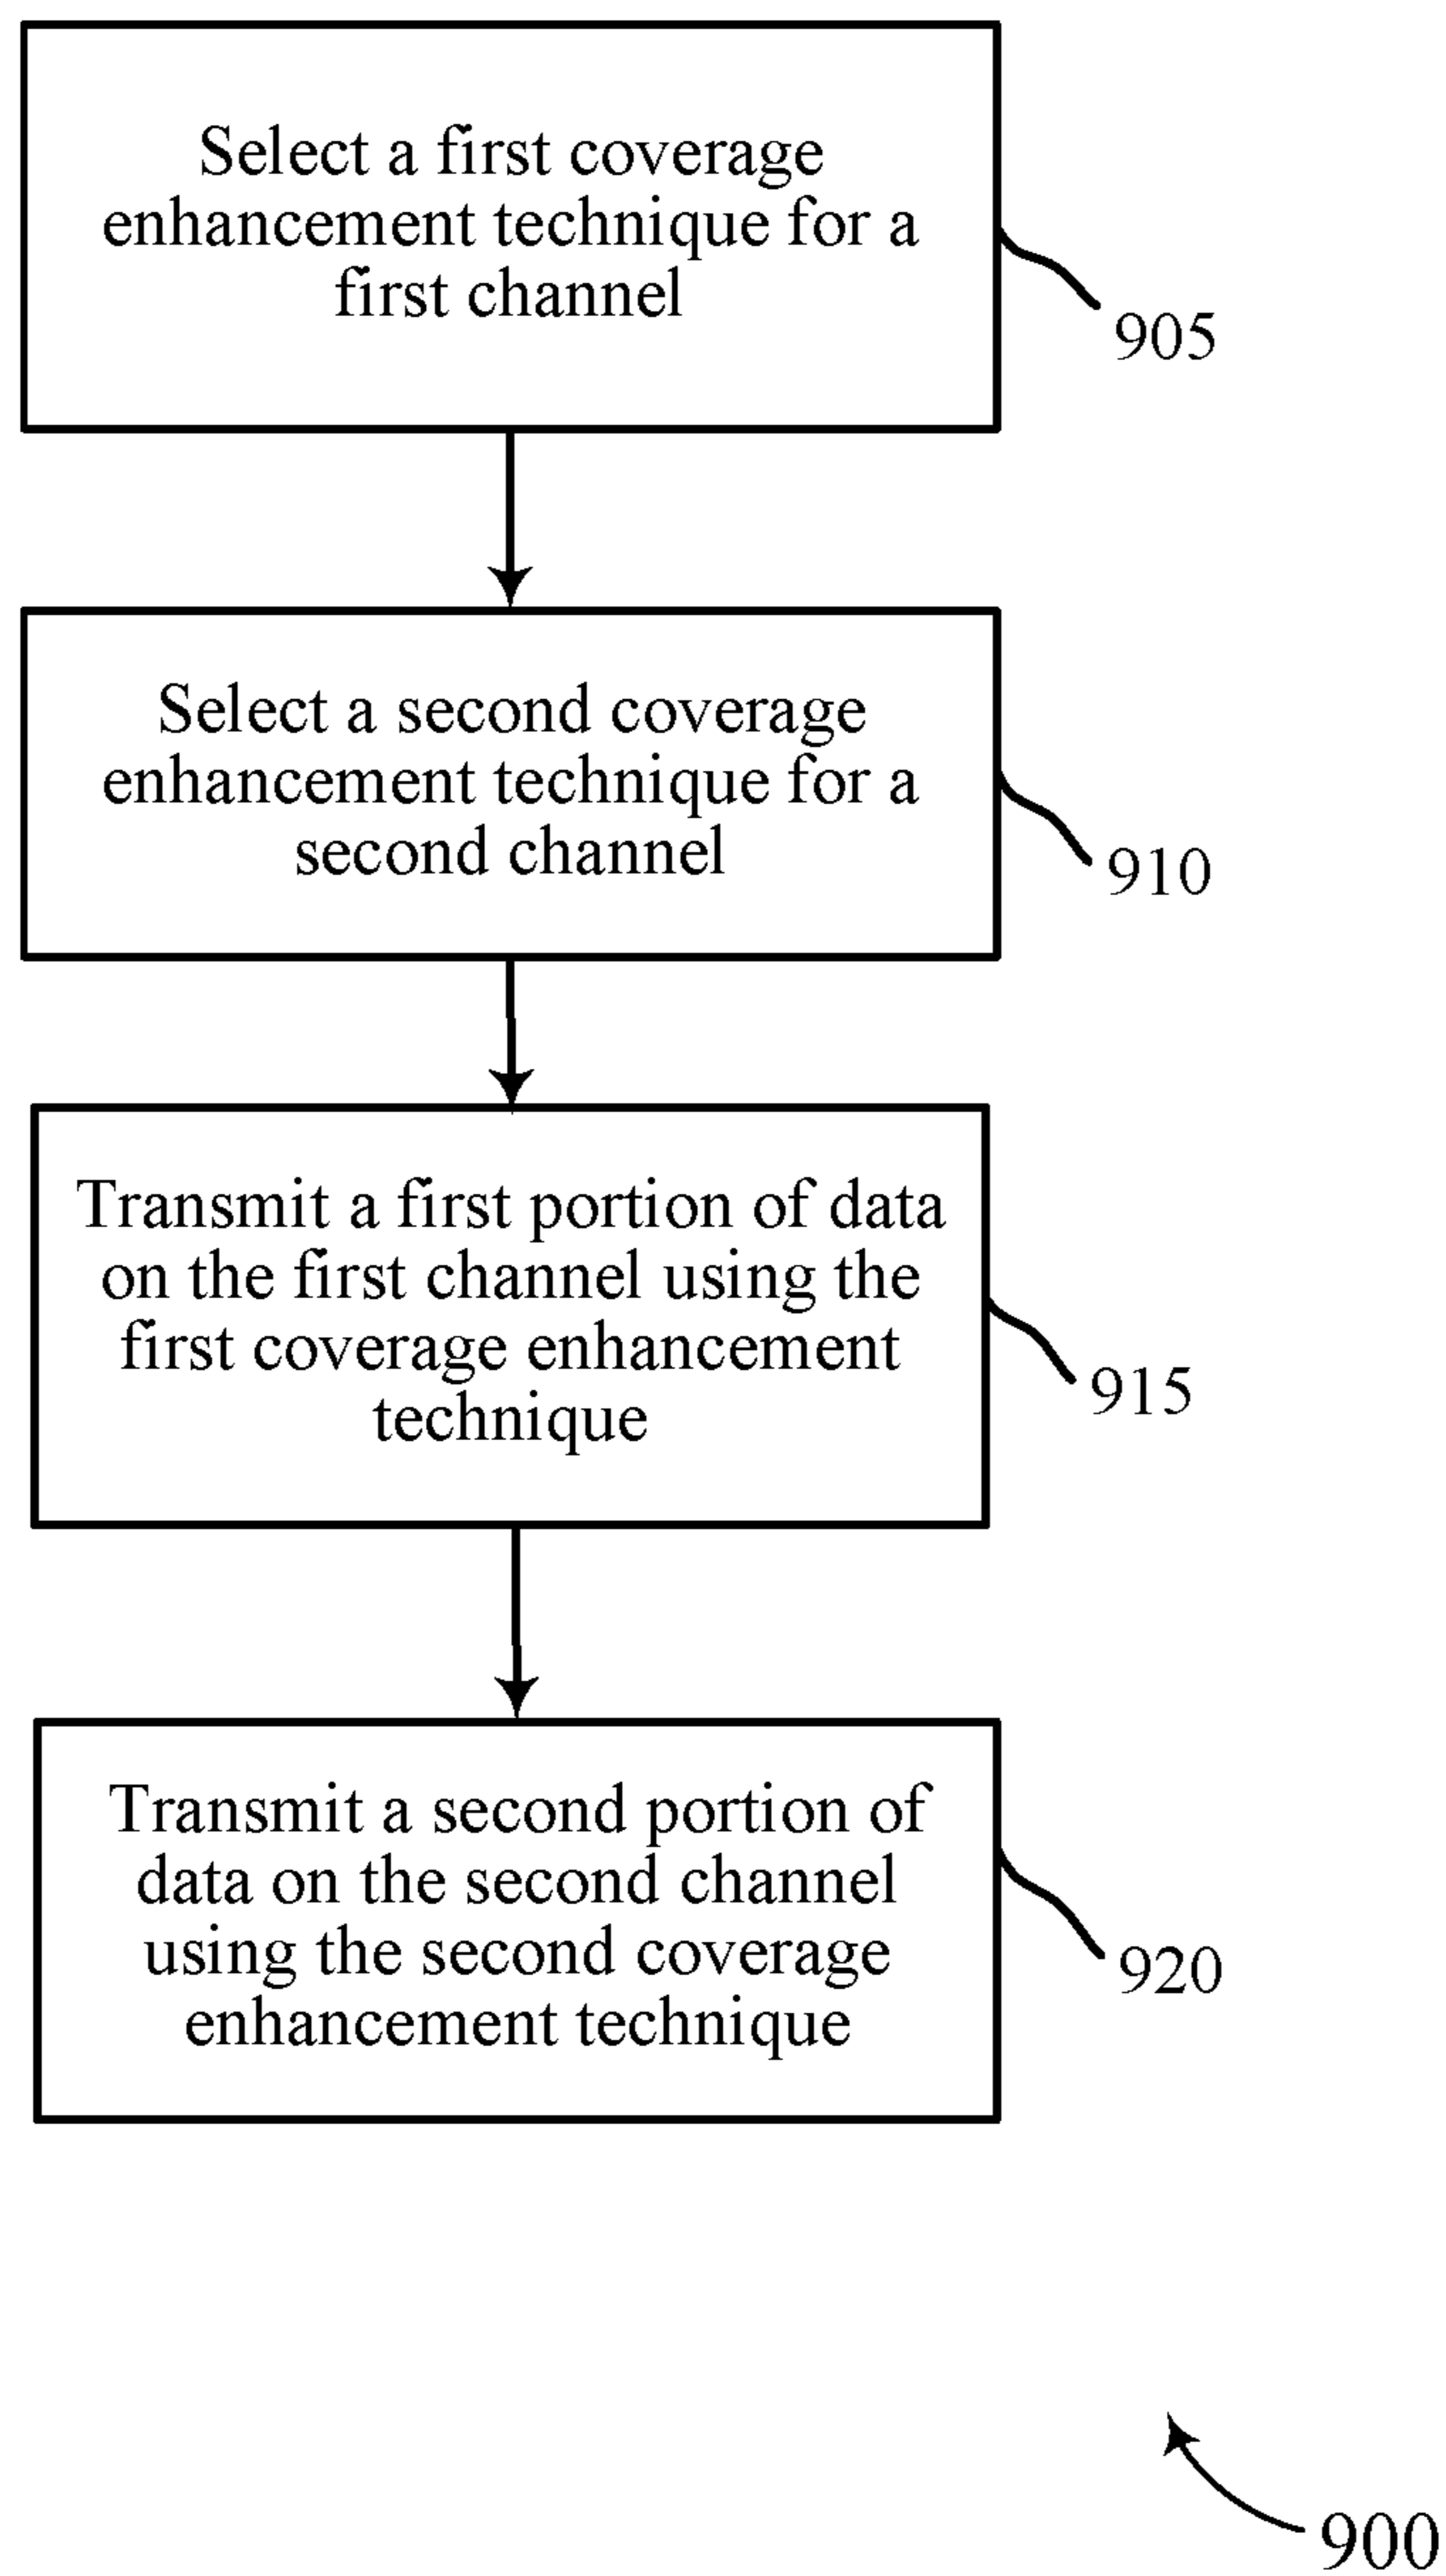 Select a first coverage
enhancement technique for a
first channel
905
Select a second coverage
enhancement technique for a
second channel
910
Transmit a first portion of data
on the first channel using the
first coverage enhancement
technique
915
Transmit a second portion of
data on the second channel
using the second coverage
enhancement technique
920
900